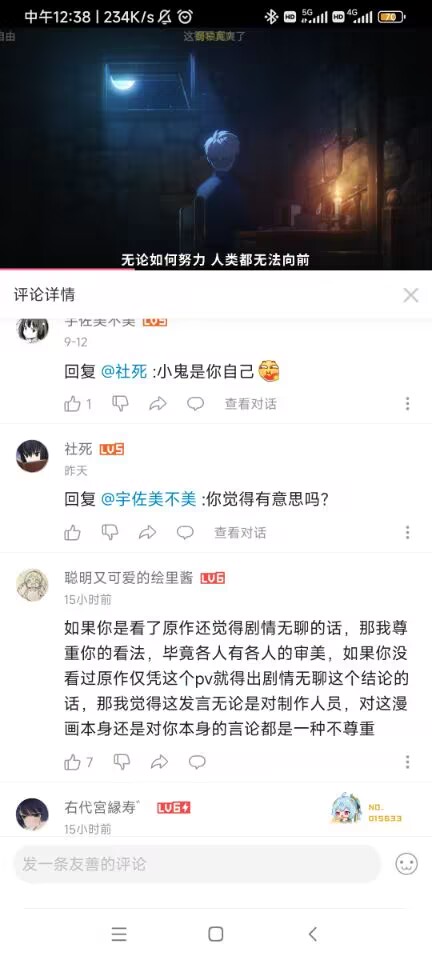 中午12:38 | 234K/s
HD 5G HD 4G 70
自由
无论如何努力 人类都无法向前
评论详情
宇佐美不美 LV5
9-12
回复 @社死 :小鬼是你自己
1 查看对话
社死 LV5
昨天
回复 @宇佐美不美 :你觉得有意思吗?
查看对话
聪明又可爱的绘里酱 LV6
15小时前
如果你是看了原作还觉得剧情无聊的话，那我尊
重你的看法，毕竟各人有各人的审美，如果你没
看过原作仅凭这个pv就得出剧情无聊这个结论的
话，那我觉得这发言无论是对制作人员，对这漫
画本身还是对你本身的言论都是一种不尊重
7
右代宮縁寿゛ LV6
NO.
015633
15小时前
发一条友善的评论